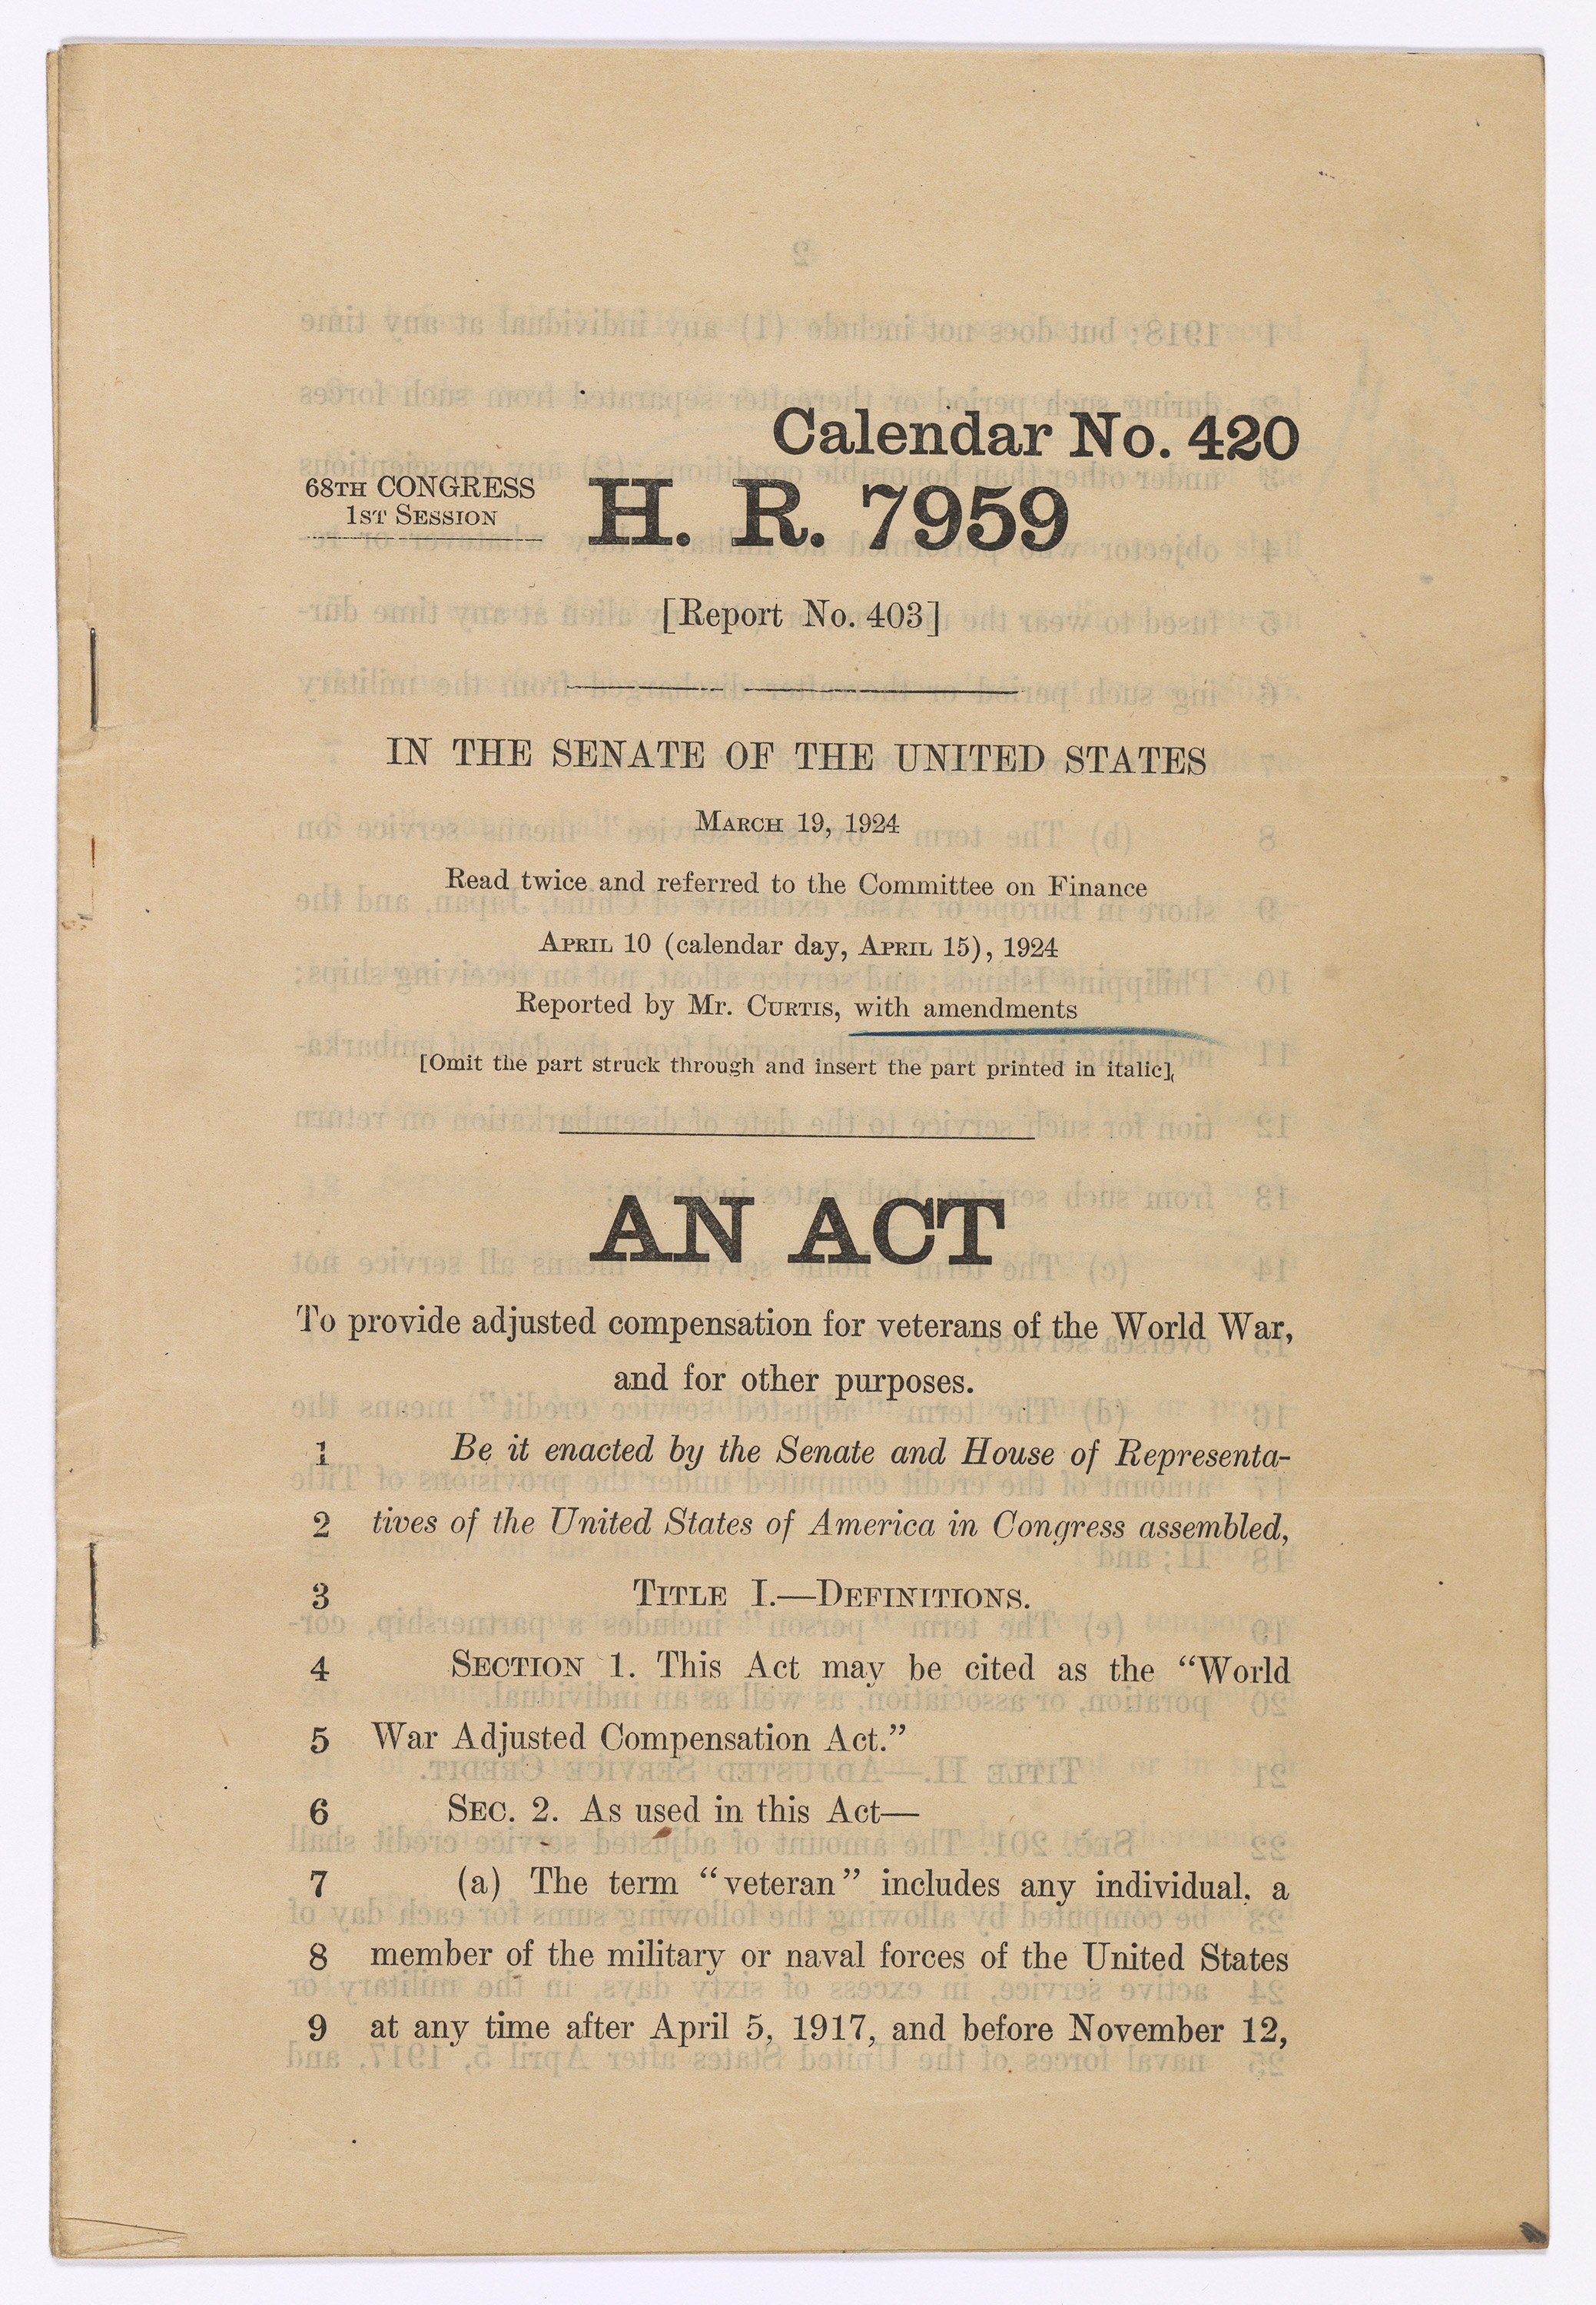 Calendar No. 420
68TH CONGRESS
1ST SESSION
H. R. 7959
[Report No. 403]
IN THE SENATE OF THE UNITED STATES
MARCH 19, 1924
Read twice and referred to the Committee on Finance
APRIL 10 (calendar day, APRIL 15), 1924
Reported by Mr. CURTIS, with amendments
[Omit the part struck through and insert the part printed in italic]
AN ACT
To provide adjusted compensation for veterans of the World War,
and for other purposes.
1 Be it enacted by the Senate and House of Representa-
2 tives of the United States of America in Congress assembled,
3 TITLE I.—DEFINITIONS.
4 SECTION 1. This Act may be cited as the “World
5 War Adjusted Compensation Act.”
6 SEC. 2. As used in this Act—
7 (a) The term “veteran” includes any individual, a
8 member of the military or naval forces of the United States
9 at any time after April 5, 1917, and before November 12,